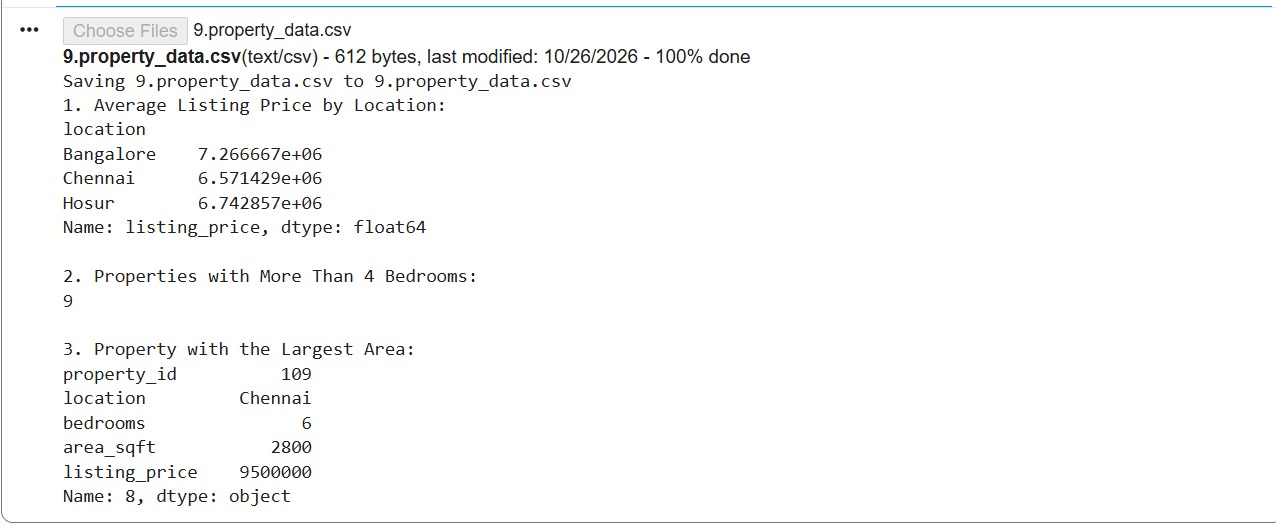 Choose Files 9.property_data.csv
9.property_data.csv(text/csv) - 612 bytes, last modified: 10/26/2026 - 100% done
Saving 9.property_data.csv to 9.property_data.csv
1. Average Listing Price by Location:
location
Bangalore    7.266667e+06
Chennai      6.571429e+06
Hosur        6.742857e+06
Name: listing_price, dtype: float64
2. Properties with More Than 4 Bedrooms:
9
3. Property with the Largest Area:
property_id          109
location         Chennai
bedrooms               6
area_sqft           2800
listing_price    9500000
Name: 8, dtype: object